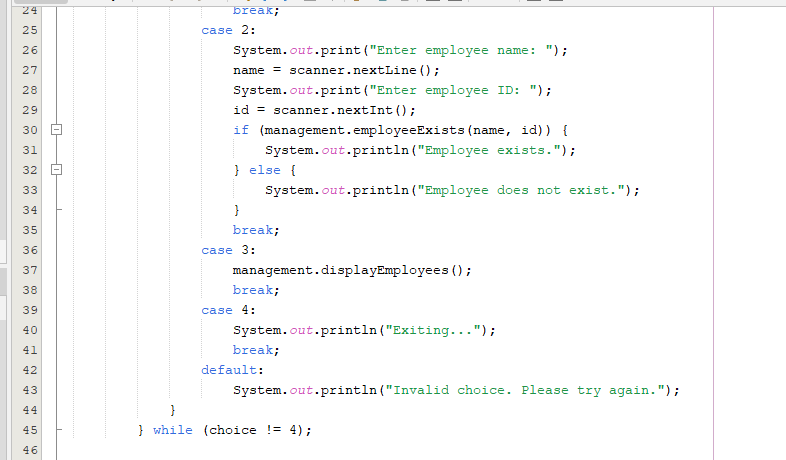 24 break;
25 case 2:
26 System.out.print("Enter employee name: ");
27 name = scanner.nextLine();
28 System.out.print("Enter employee ID: ");
29 id = scanner.nextInt();
30 if (management.employeeExists(name, id)) {
31 System.out.println("Employee exists.");
32 } else {
33 System.out.println("Employee does not exist.");
34 }
35 break;
36 case 3:
37 management.displayEmployees();
38 break;
39 case 4:
40 System.out.println("Exiting...");
41 break;
42 default:
43 System.out.println("Invalid choice. Please try again.");
44 }
45 } while (choice != 4);
46